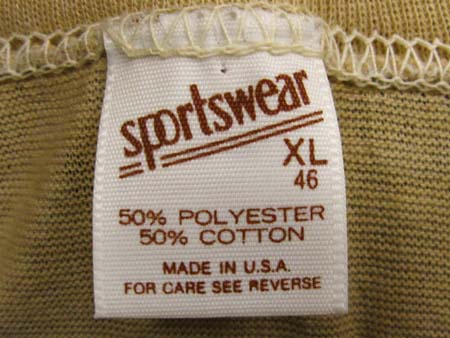 sportswear
XL
46
50% POLYESTER
50% COTTON
MADE IN U.S.A.
FOR CARE SEE REVERSE